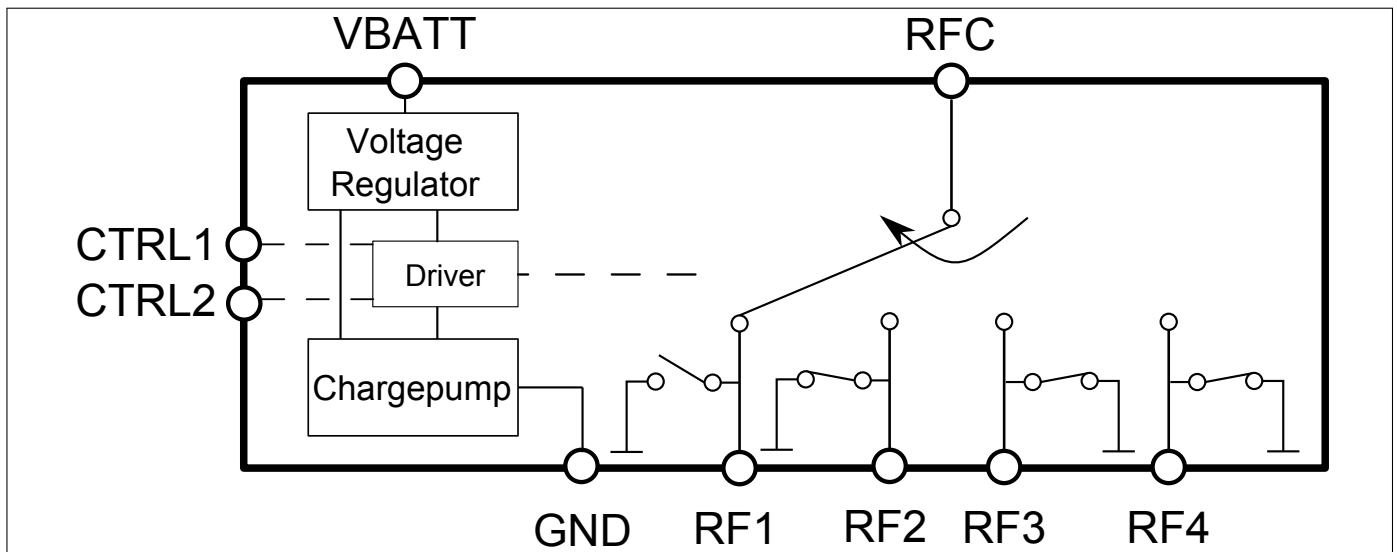 VBATT
RFC
Voltage
Regulator
CTRL1
Driver
CTRL2
Chargepump
GND
RF1
RF2
RF3
RF4